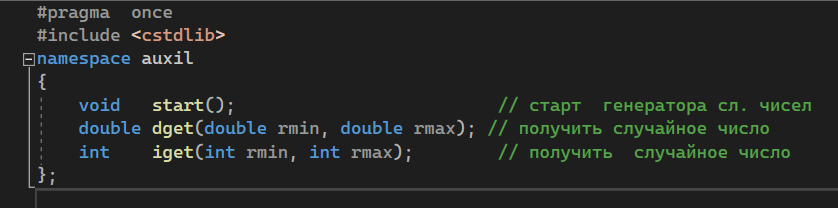 #pragma  once
#include <cstdlib>
namespace auxil
{
    void   start();                         // старт  генератора сл. чисел
    double dget(double rmin, double rmax); // получить случайное число
    int    iget(int rmin, int rmax);        // получить  случайное число
};